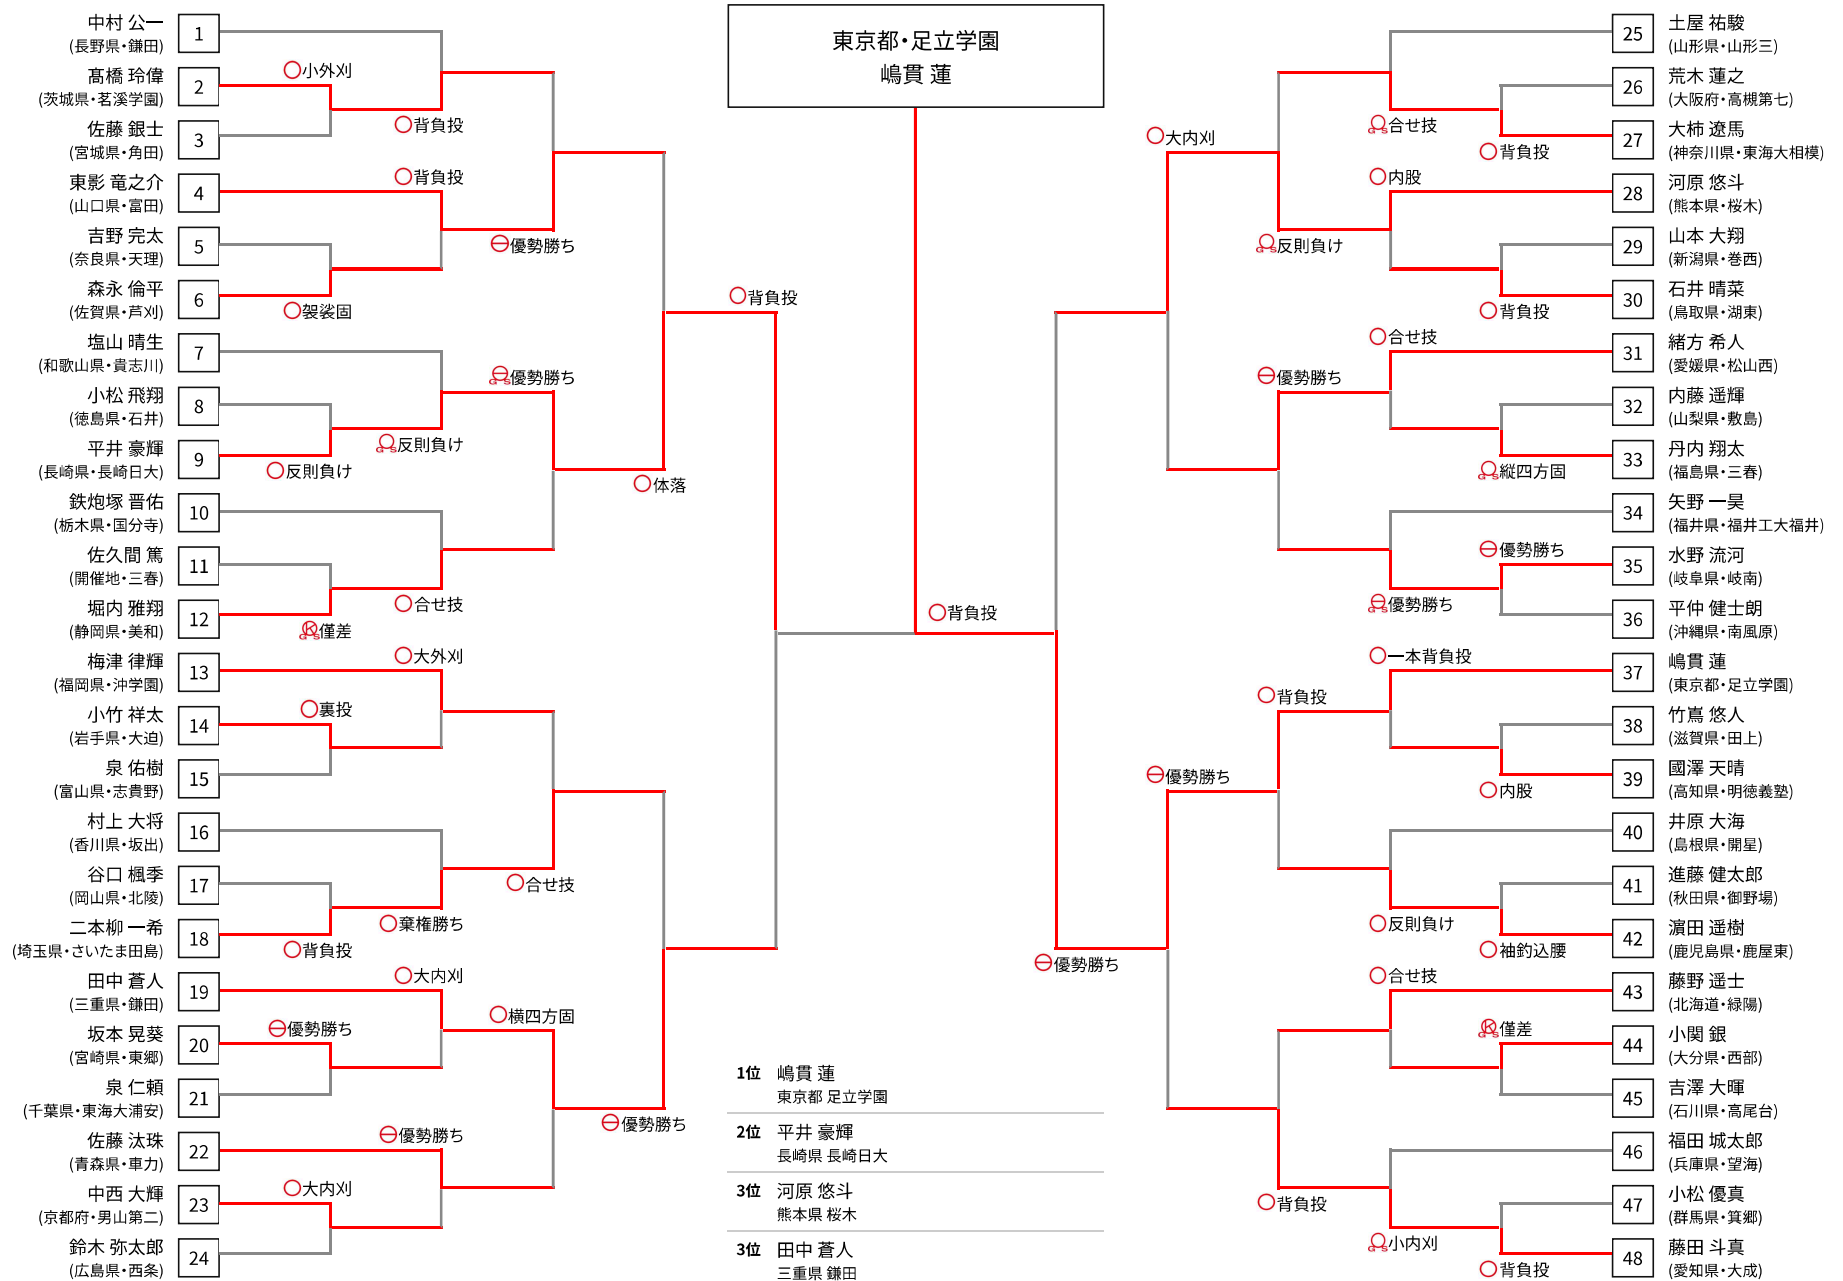 東京都・足立学園
嶋貫 蓮
中村 公一
(長野県・鎌田)
1
髙橋 玲偉
(茨城県・茗溪学園)
2
佐藤 銀士
(宮城県・角田)
3
東影 竜之介
(山口県・富田)
4
吉野 完太
(奈良県・天理)
5
森永 倫平
(佐賀県・芦刈)
6
塩山 晴生
(和歌山県・貴志川)
7
小松 飛翔
(徳島県・石井)
8
平井 豪輝
(長崎県・長崎日大)
9
鉄炮塚 晋佑
(栃木県・国分寺)
10
佐久間 篤
(開催地・三春)
11
堀内 雅翔
(静岡県・美和)
12
梅津 律輝
(福岡県・沖学園)
13
小竹 祥太
(岩手県・大迫)
14
泉 佑樹
(富山県・志貴野)
15
村上 大将
(香川県・坂出)
16
谷口 楓季
(岡山県・北陵)
17
二本柳 一希
(埼玉県・さいたま田島)
18
田中 蒼人
(三重県・鎌田)
19
坂本 晃葵
(宮崎県・東郷)
20
泉 仁頼
(千葉県・東海大浦安)
21
佐藤 汰珠
(青森県・車力)
22
中西 大輝
(京都府・男山第二)
23
鈴木 弥太郎
(広島県・西条)
24
小外刈
背負投
背負投
優勢勝ち
袈裟固
背負投
GS優勢勝ち
GS反則負け
反則負け
体落
合せ技
GS僅差
大外刈
裏投
合せ技
棄権勝ち
背負投
大内刈
横四方固
優勢勝ち
優勢勝ち
優勢勝ち
大内刈
背負投
大内刈
GS合せ技
背負投
内股
GS反則負け
背負投
合せ技
優勢勝ち
GS縦四方固
優勢勝ち
GS優勢勝ち
一本背負投
背負投
内股
優勢勝ち
反則負け
袖釣込腰
優勢勝ち
合せ技
GS僅差
背負投
GS小内刈
背負投
25
土屋 祐駿
(山形県・山形三)
26
荒木 蓮之
(大阪府・高槻第七)
27
大柿 遼馬
(神奈川県・東海大相模)
28
河原 悠斗
(熊本県・桜木)
29
山本 大翔
(新潟県・巻西)
30
石井 晴菜
(鳥取県・湖東)
31
緒方 希人
(愛媛県・松山西)
32
内藤 遥輝
(山梨県・敷島)
33
丹内 翔太
(福島県・三春)
34
矢野 一昊
(福井県・福井工大福井)
35
水野 流河
(岐阜県・岐南)
36
平仲 健士朗
(沖縄県・南風原)
37
嶋貫 蓮
(東京都・足立学園)
38
竹嶌 悠人
(滋賀県・田上)
39
國澤 天晴
(高知県・明徳義塾)
40
井原 大海
(島根県・開星)
41
進藤 健太郎
(秋田県・御野場)
42
濵田 遥樹
(鹿児島県・鹿屋東)
43
藤野 遥士
(北海道・緑陽)
44
小関 銀
(大分県・西部)
45
吉澤 大暉
(石川県・高尾台)
46
福田 城太郎
(兵庫県・望海)
47
小松 優真
(群馬県・箕郷)
48
藤田 斗真
(愛知県・大成)
1位 嶋貫 蓮
東京都 足立学園
2位 平井 豪輝
長崎県 長崎日大
3位 河原 悠斗
熊本県 桜木
3位 田中 蒼人
三重県 鎌田